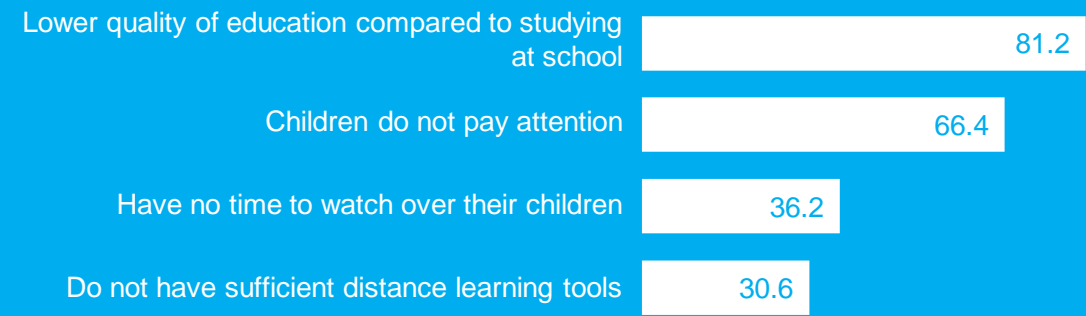 Lower quality of education compared to studying
at school
81.2
Children do not pay attention
66.4
Have no time to watch over their children
36.2
Do not have sufficient distance learning tools
30.6